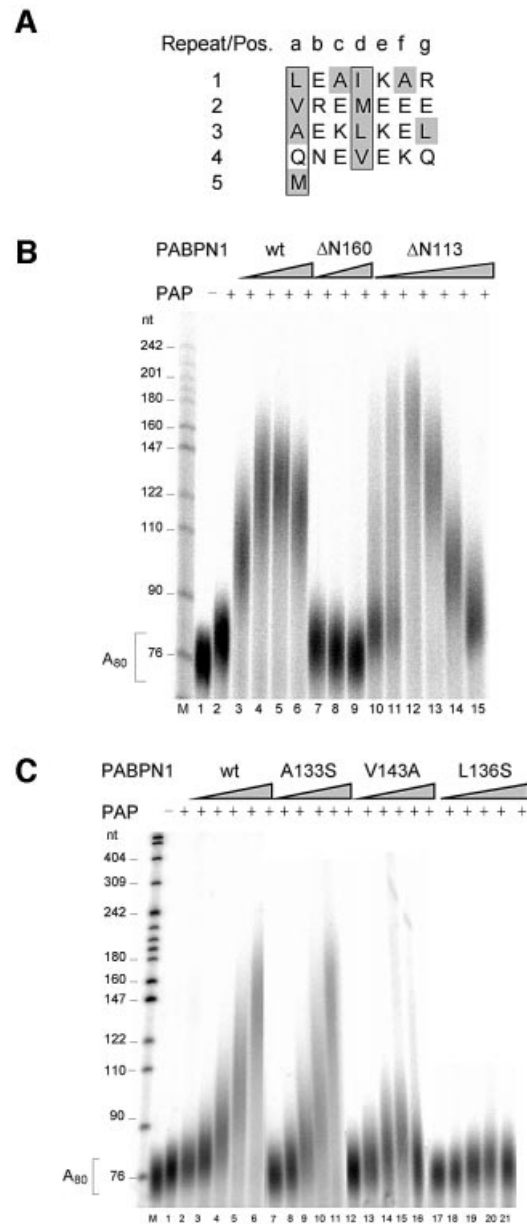 A
Repeat/Pos. a b c d e f g
1 L E A I K A R
2 V R E M E E E
3 A E K L K E L
4 Q N E V E K Q
5 M
B
PABPN1 wt ΔN160 ΔN113
PAP – + + + + + + + + + + + + + +
nt
242
201
180
160
147
122
110
90
A80
76
M 1 2 3 4 5 6 7 8 9 10 11 12 13 14 15
C
PABPN1 wt A133S V143A L136S
PAP – + + + + + + + + + + + + + + + + + + + +
nt
404
309
242
180
160
147
122
110
90
A80
76
M 1 2 3 4 5 6 7 8 9 10 11 12 13 14 15 16 17 18 19 20 21